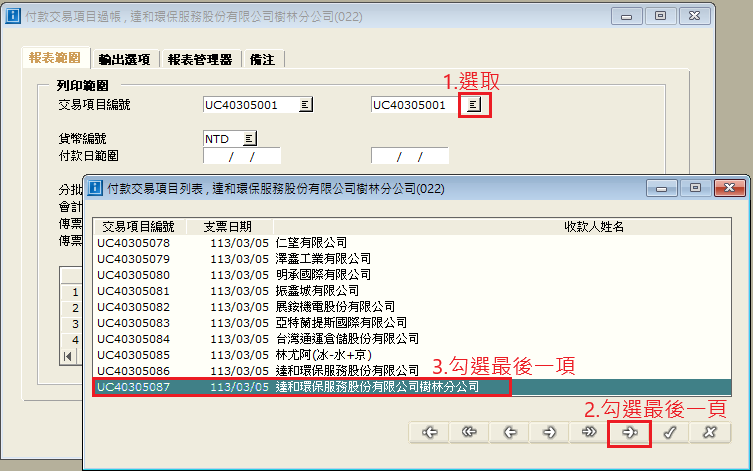 付款交易項目過帳 , 達和環保服務股份有限公司樹林分公司(022)
報表範圍 輸出選項 報表管理器 備注
列印範圍
1.選取
交易項目編號 UC40305001 UC40305001
貨幣編號 NTD
付款日範圍 / / / /
分批
會計
傳票
傳票
1
2
3
4
付款交易項目列表 , 達和環保服務股份有限公司樹林分公司(022)
交易項目編號 支票日期 收款人姓名
UC40305078 113/03/05 仁望有限公司
UC40305079 113/03/05 澤鑫工業有限公司
UC40305080 113/03/05 明承國際有限公司
UC40305081 113/03/05 振鑫城有限公司
UC40305082 113/03/05 展銨機電股份有限公司
UC40305083 113/03/05 亞特蘭提斯國際有限公司
UC40305084 113/03/05 台灣通運倉儲股份有限公司
UC40305085 113/03/05 林尤阿(冰-水+京)
UC40305086 113/03/05 達和環保服務股份有限公司
3.勾選最後一項
UC40305087 113/03/05 達和環保服務股份有限公司樹林分公司
2.勾選最後一頁